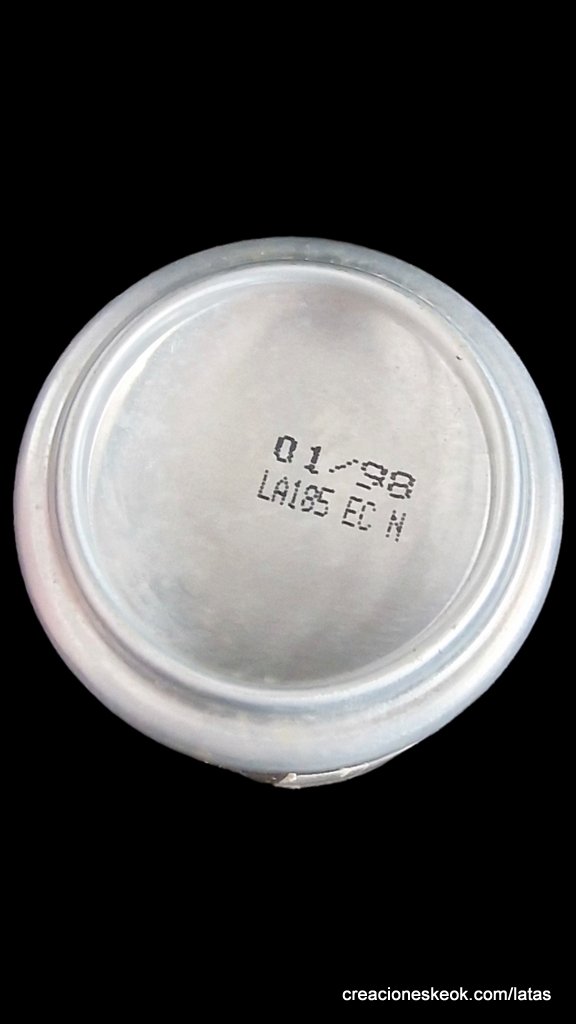 01/98
LA185 EC N
creacioneskeok.com/latas